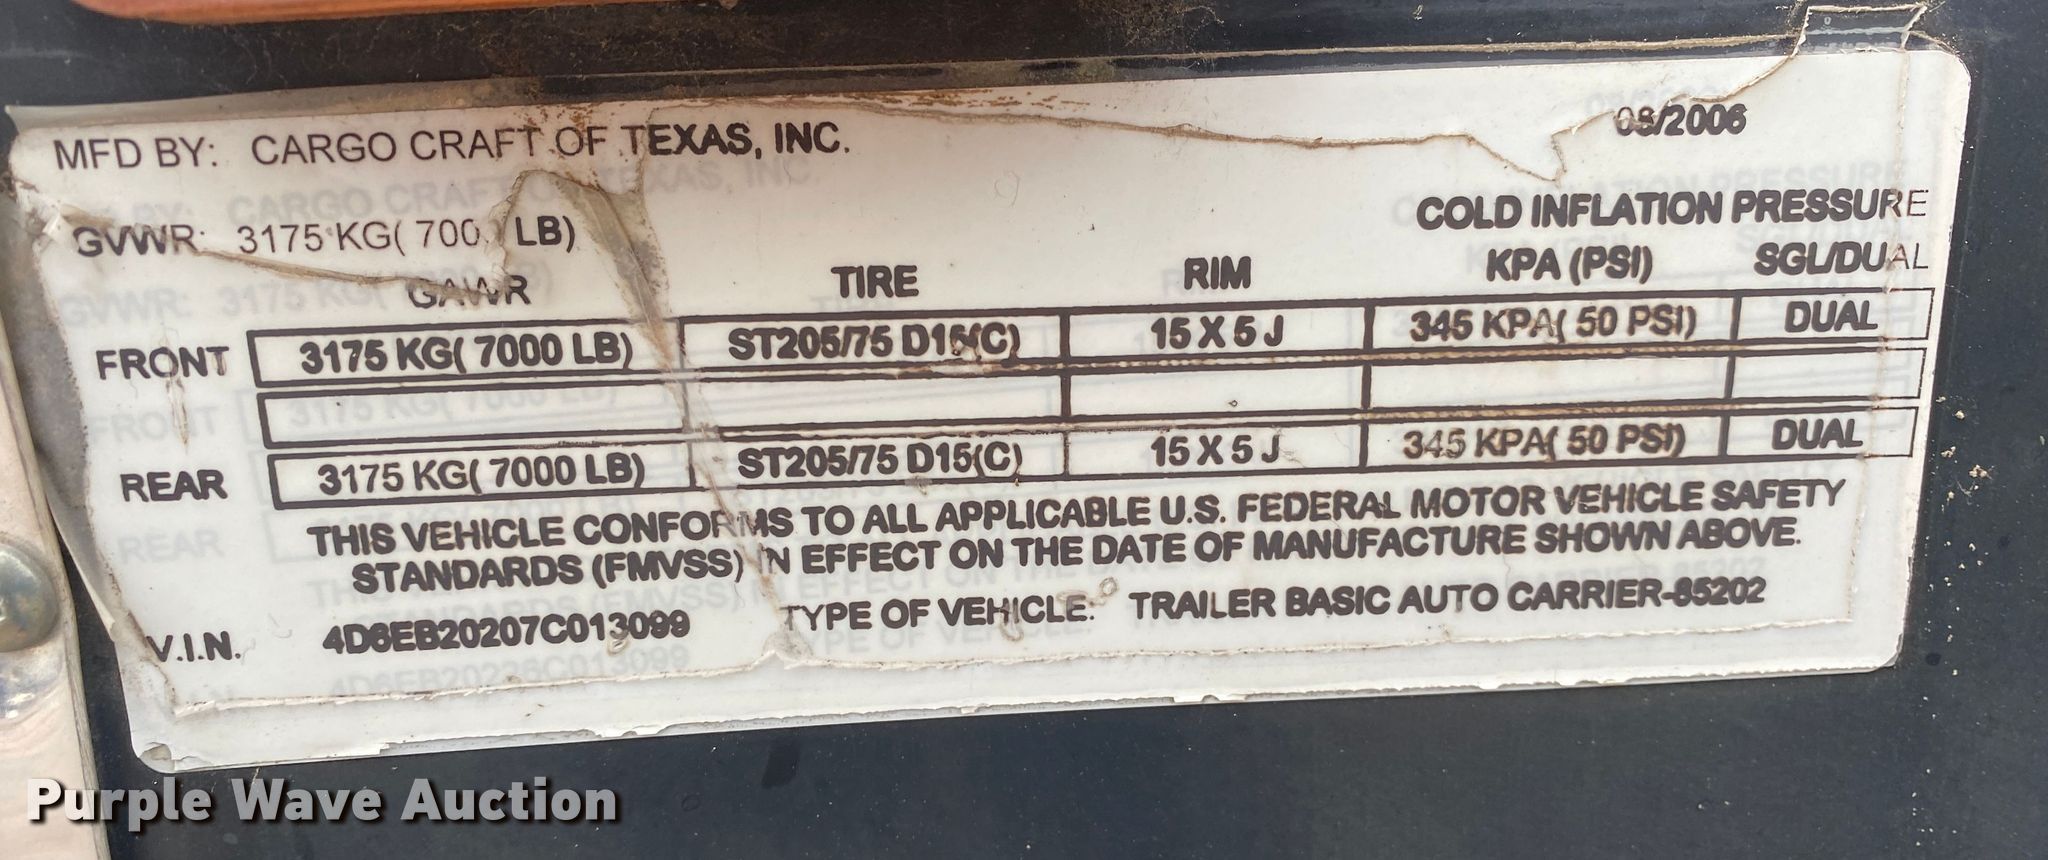 MFD BY: CARGO CRAFT OF TEXAS, INC. 08/2006
GVWR: 3175 KG( 700 LB) COLD INFLATION PRESSURE
GAWR TIRE RIM KPA (PSI) SGL/DUAL
FRONT 3175 KG( 7000 LB) ST205/75 D15(C) 15 X 5 J 345 KPA( 50 PSI) DUAL
REAR 3175 KG( 7000 LB) ST205/75 D15(C) 15 X 5 J 345 KPA( 50 PSI) DUAL
THIS VEHICLE CONFORMS TO ALL APPLICABLE U.S. FEDERAL MOTOR VEHICLE SAFETY
STANDARDS (FMVSS) IN EFFECT ON THE DATE OF MANUFACTURE SHOWN ABOVE.
V.I.N. 4D6EB20207C013099 TYPE OF VEHICLE: TRAILER BASIC AUTO CARRIER-85202
Purple Wave Auction